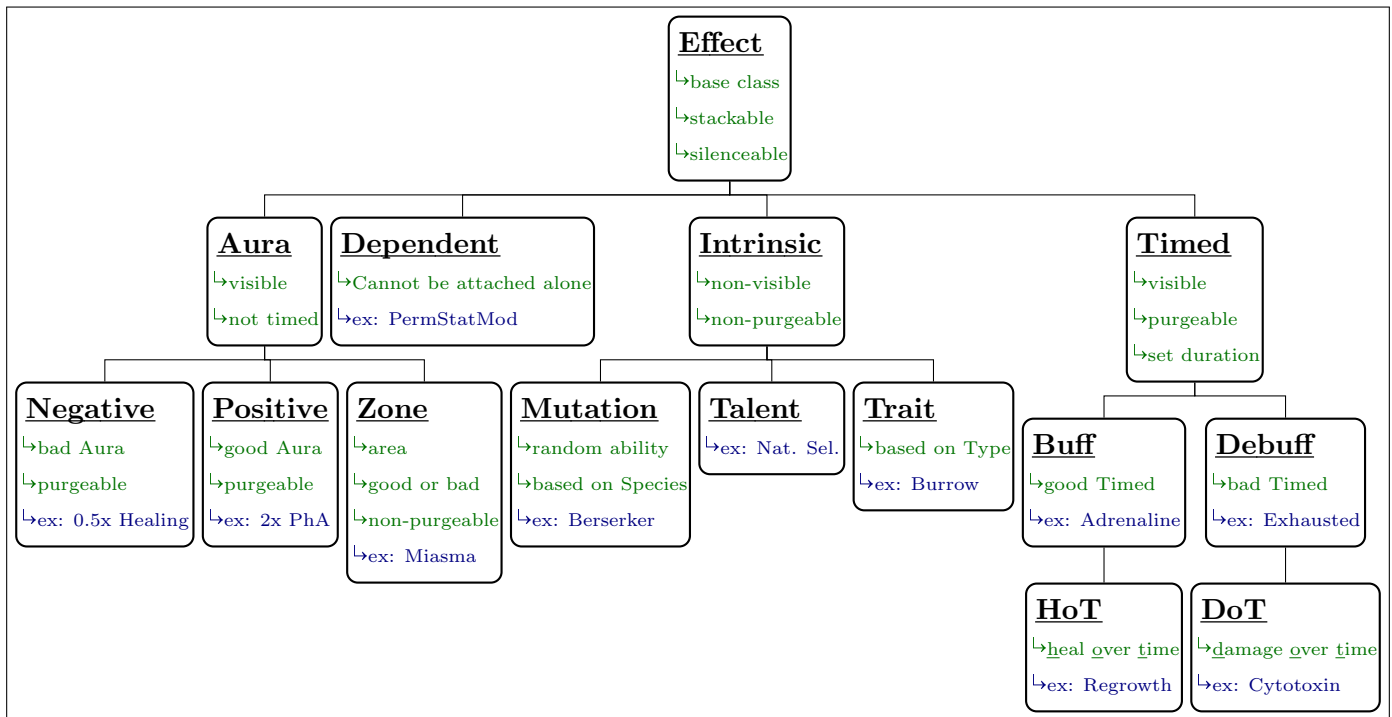 Effect
↳base class
↳stackable
↳silenceable
Aura
↳visible
↳not timed
Dependent
↳Cannot be attached alone
↳ex: PermStatMod
Intrinsic
↳non-visible
↳non-purgeable
Timed
↳visible
↳purgeable
↳set duration
Negative
↳bad Aura
↳purgeable
↳ex: 0.5x Healing
Positive
↳good Aura
↳purgeable
↳ex: 2x PhA
Zone
↳area
↳good or bad
↳non-purgeable
↳ex: Miasma
Mutation
↳random ability
↳based on Species
↳ex: Berserker
Talent
↳ex: Nat. Sel.
Trait
↳based on Type
↳ex: Burrow
Buff
↳good Timed
↳ex: Adrenaline
Debuff
↳bad Timed
↳ex: Exhausted
HoT
↳heal over time
↳ex: Regrowth
DoT
↳damage over time
↳ex: Cytotoxin